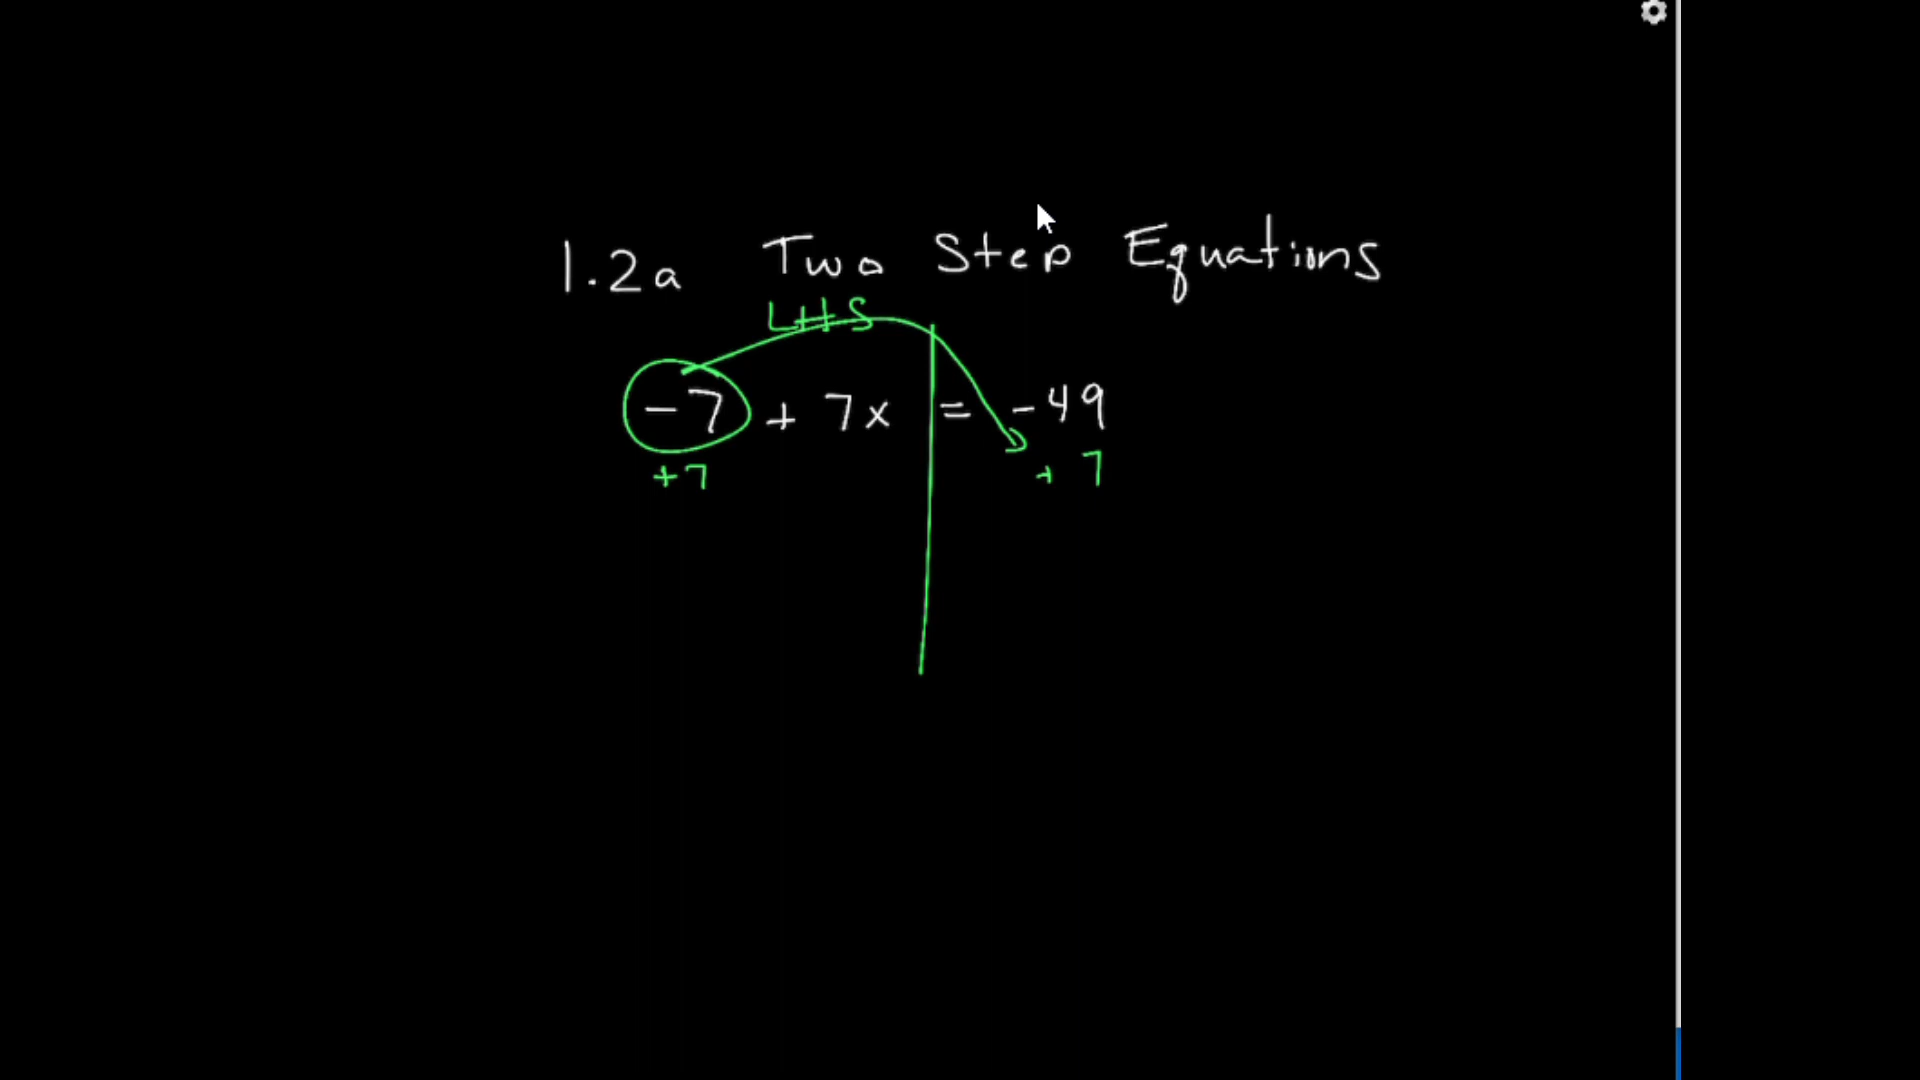 1.2a Two Step Equations
LHS
-7 + 7x = -49
+7 + 7